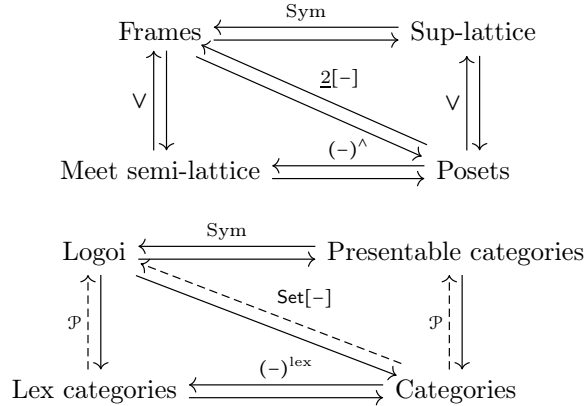 Sym
Frames Sup-lattice
2[-]
∨ ∨
(-)^∧
Meet semi-lattice Posets
Sym
Logoi Presentable categories
Set[-]
𝒫 𝒫
(-)^lex
Lex categories Categories